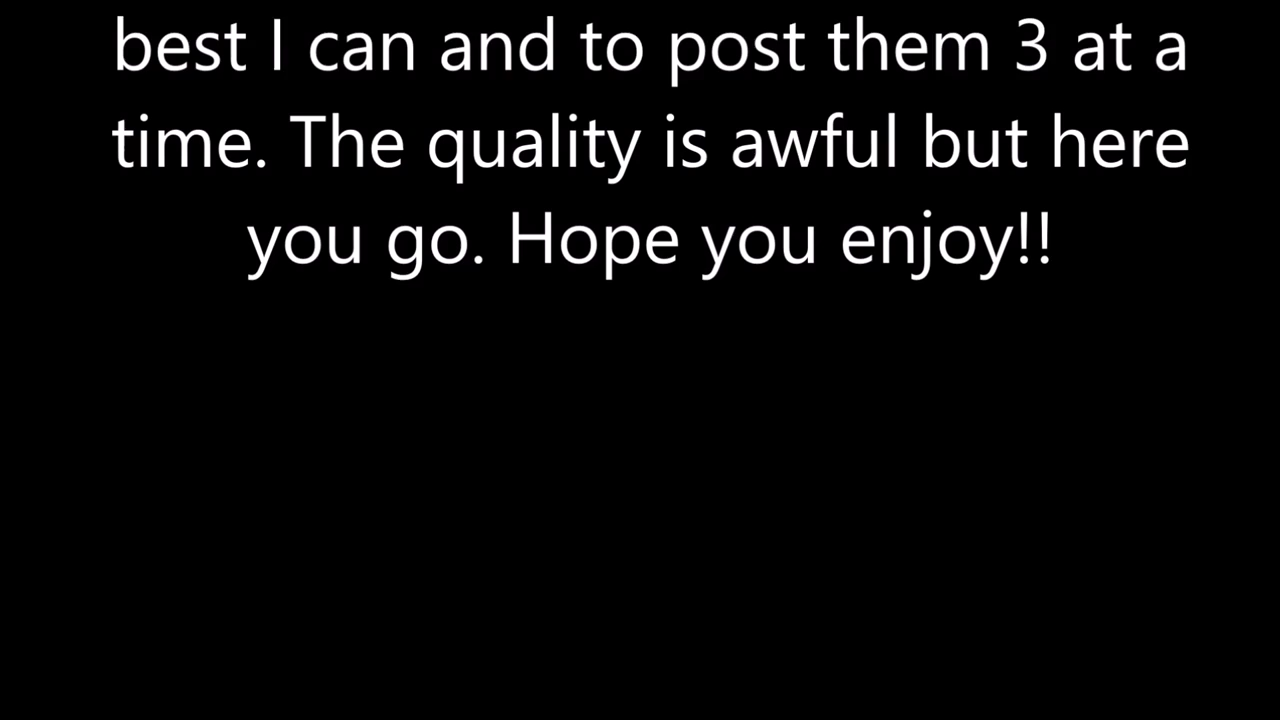 best I can and to post them 3 at a
time. The quality is awful but here
you go. Hope you enjoy!!